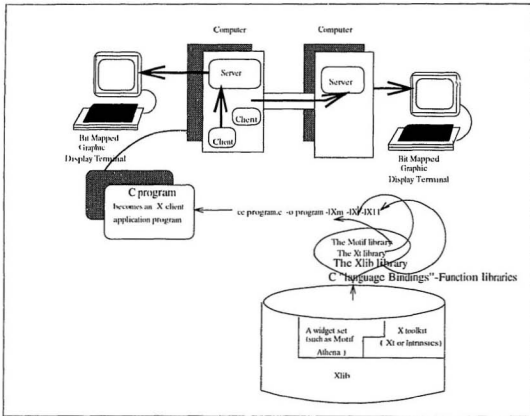 Computer
Computer
Server
Server
Client
Client
Bit Mapped
Graphic
Display Terminal
Bit Mapped
Graphic
Display Terminal
C program
becomes an X client
application program
cc program.c -o program -lXm -lXt -lX11
The Motif library
The Xt library
The Xlib library
C "language Bindings"-Function libraries
A widget set
(such as Motif
Athena )
X toolkit
( Xt or Intrinsics)
Xlib